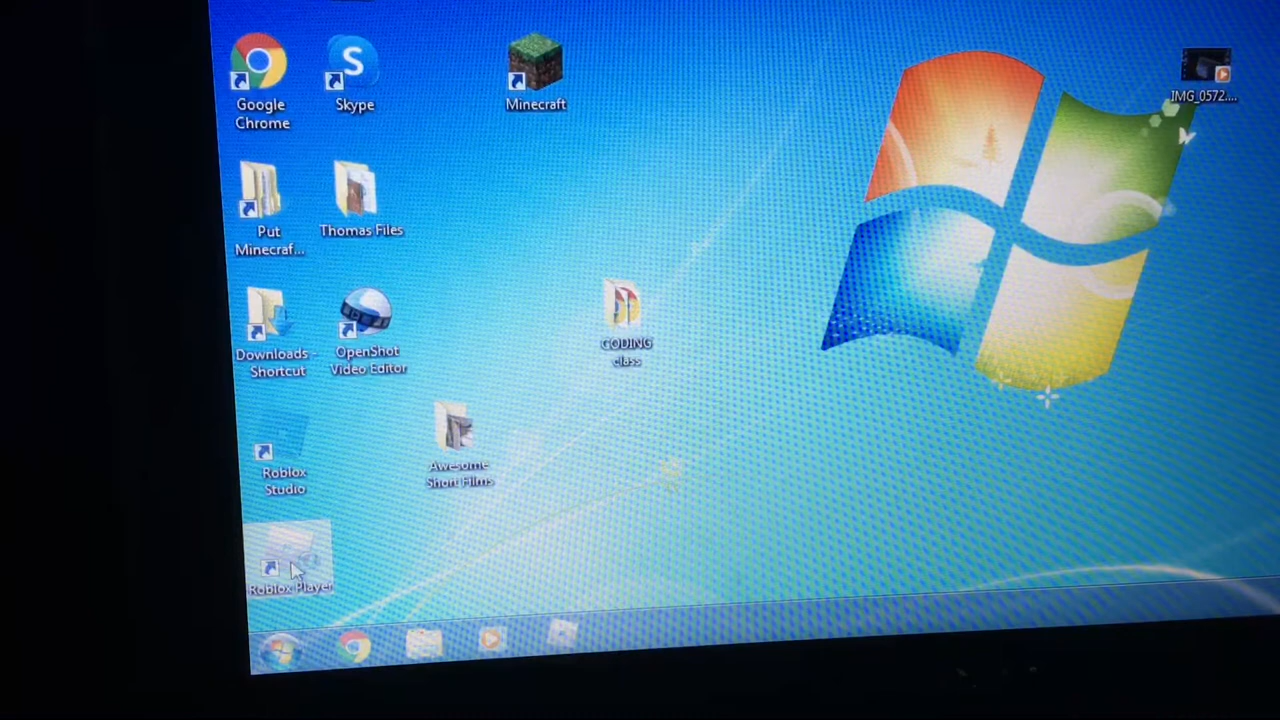 Google
Chrome
Skype
Minecraft
IMG_0572....
Put
Minecraf...
Thomas Files
Downloads -
Shortcut
OpenShot
Video Editor
CODING
class
Roblox
Studio
Awesome
Short Films
Roblox Player